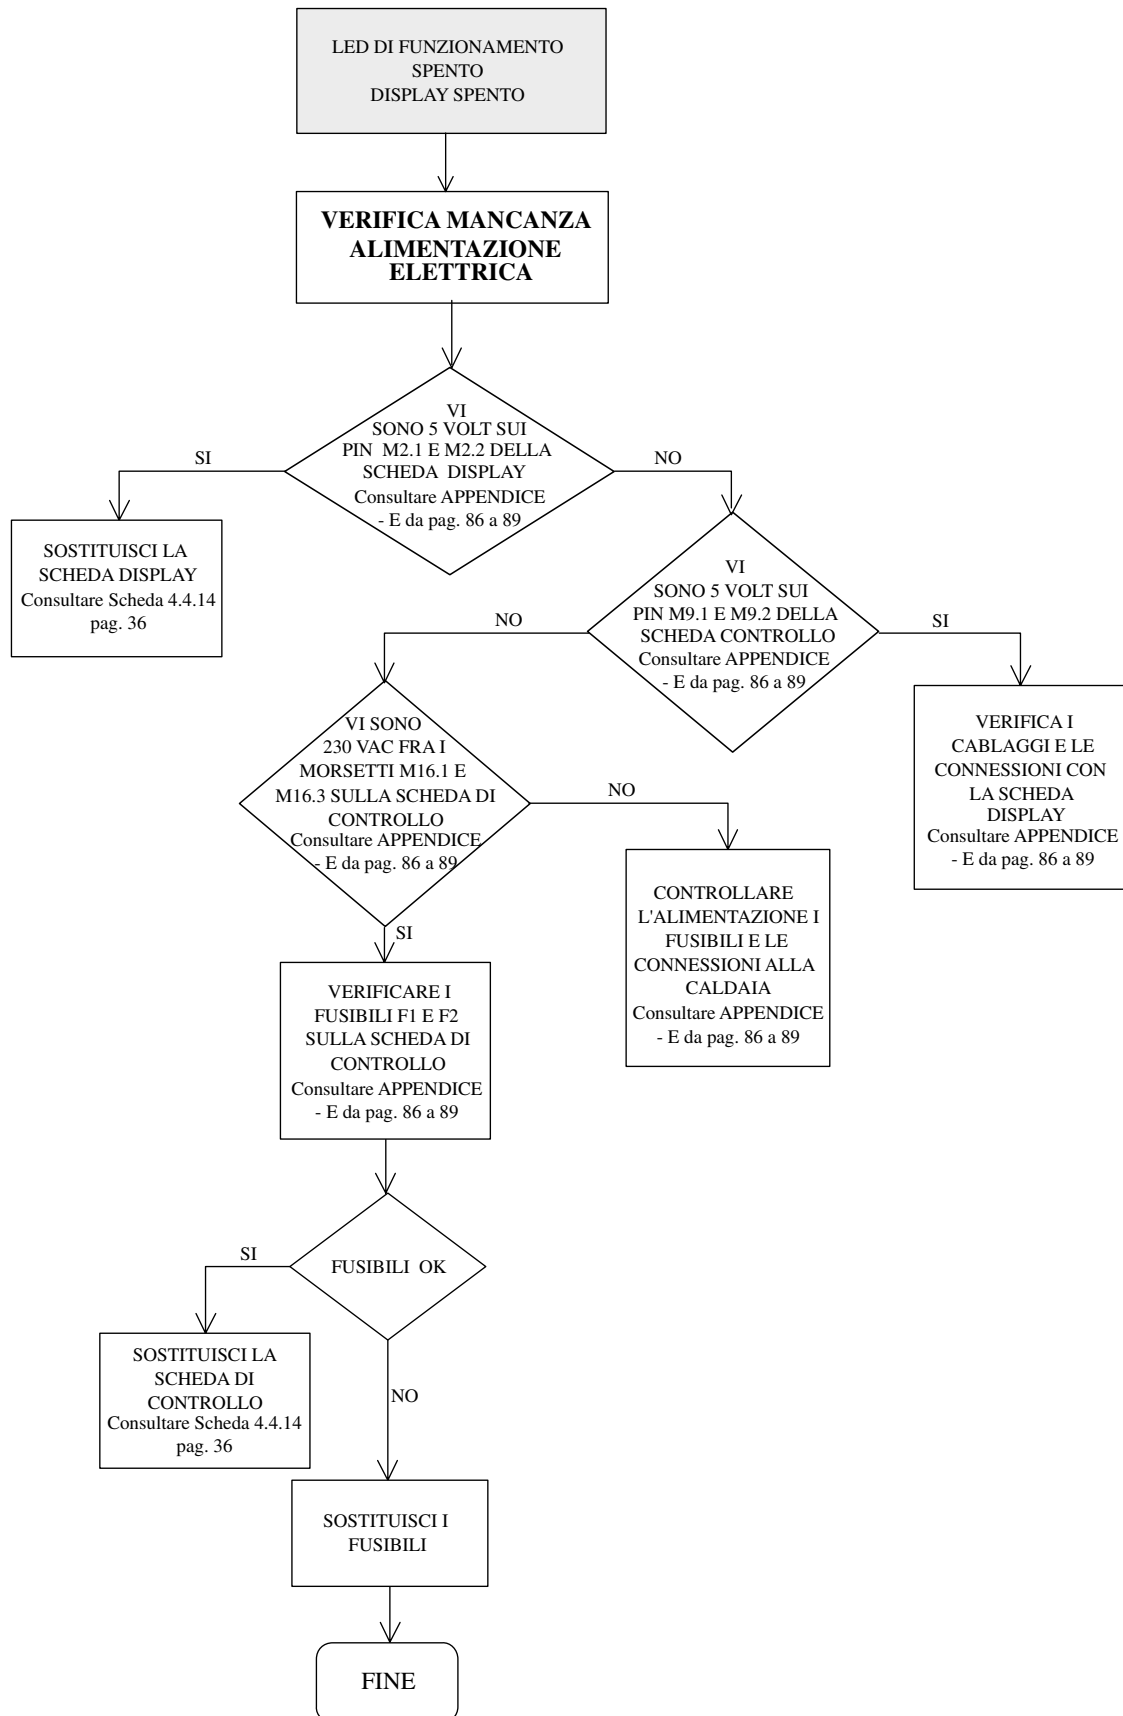 LED DI FUNZIONAMENTO
SPENTO
DISPLAY SPENTO
VERIFICA MANCANZA
ALIMENTAZIONE
ELETTRICA
VI
SONO 5 VOLT SUI
PIN M2.1 E M2.2 DELLA
SCHEDA DISPLAY
Consultare APPENDICE
- E da pag. 86 a 89
SI
NO
SOSTITUISCI LA
SCHEDA DISPLAY
Consultare Scheda 4.4.14
pag. 36
VI
SONO 5 VOLT SUI
PIN M9.1 E M9.2 DELLA
SCHEDA CONTROLLO
Consultare APPENDICE
- E da pag. 86 a 89
NO
SI
VERIFICA I
CABLAGGI E LE
CONNESSIONI CON
LA SCHEDA
DISPLAY
Consultare APPENDICE
- E da pag. 86 a 89
VI SONO
230 VAC FRA I
MORSETTI M16.1 E
M16.3 SULLA SCHEDA DI
CONTROLLO
Consultare APPENDICE
- E da pag. 86 a 89
NO
SI
CONTROLLARE
L'ALIMENTAZIONE I
FUSIBILI E LE
CONNESSIONI ALLA
CALDAIA
Consultare APPENDICE
- E da pag. 86 a 89
VERIFICARE I
FUSIBILI F1 E F2
SULLA SCHEDA DI
CONTROLLO
Consultare APPENDICE
- E da pag. 86 a 89
FUSIBILI OK
SI
NO
SOSTITUISCI LA
SCHEDA DI
CONTROLLO
Consultare Scheda 4.4.14
pag. 36
SOSTITUISCI I
FUSIBILI
FINE